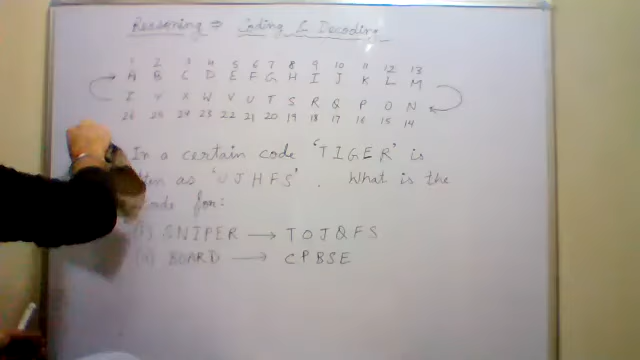 Reasoning ⇒ Coding & Decoding
1 2 3 4 5 6 7 8 9 10 11 12 13
A B C D E F G H I J K L M
Z Y X W V U T S R Q P O N
26 25 24 23 22 21 20 19 18 17 16 15 14
In a certain code 'TIGER' is
'UJHFS'. What is the
for:
(i) SNIPER → TOJQFS
(ii) BOARD → CPBSE